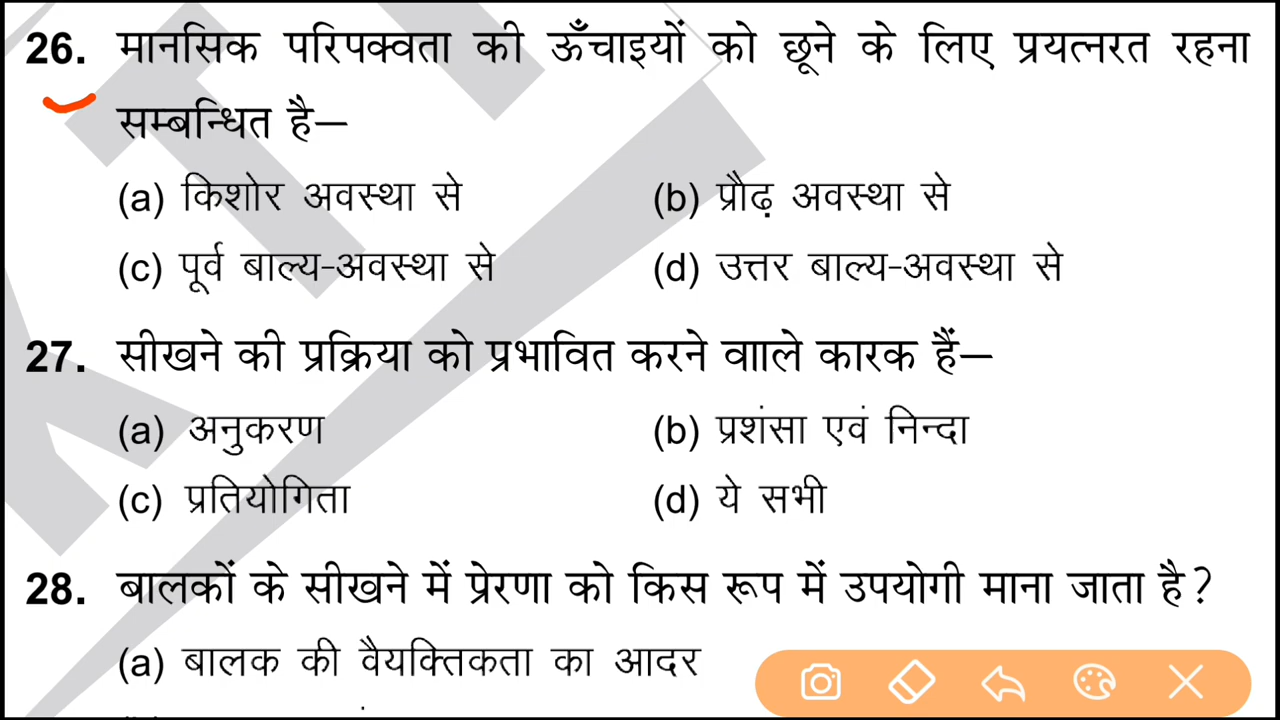 26. मानसिक परिपक्वता की ऊँचाइयों को छूने के लिए प्रयत्नरत रहना
सम्बन्धित है—
(a) किशोर अवस्था से (b) प्रौढ़ अवस्था से
(c) पूर्व बाल्य-अवस्था से (d) उत्तर बाल्य-अवस्था से
27. सीखने की प्रक्रिया को प्रभावित करने वााले कारक हैं—
(a) अनुकरण (b) प्रशंसा एवं निन्दा
(c) प्रतियोगिता (d) ये सभी
28. बालकों के सीखने में प्रेरणा को किस रूप में उपयोगी माना जाता है?
(a) बालक की वैयक्तिकता का आदर